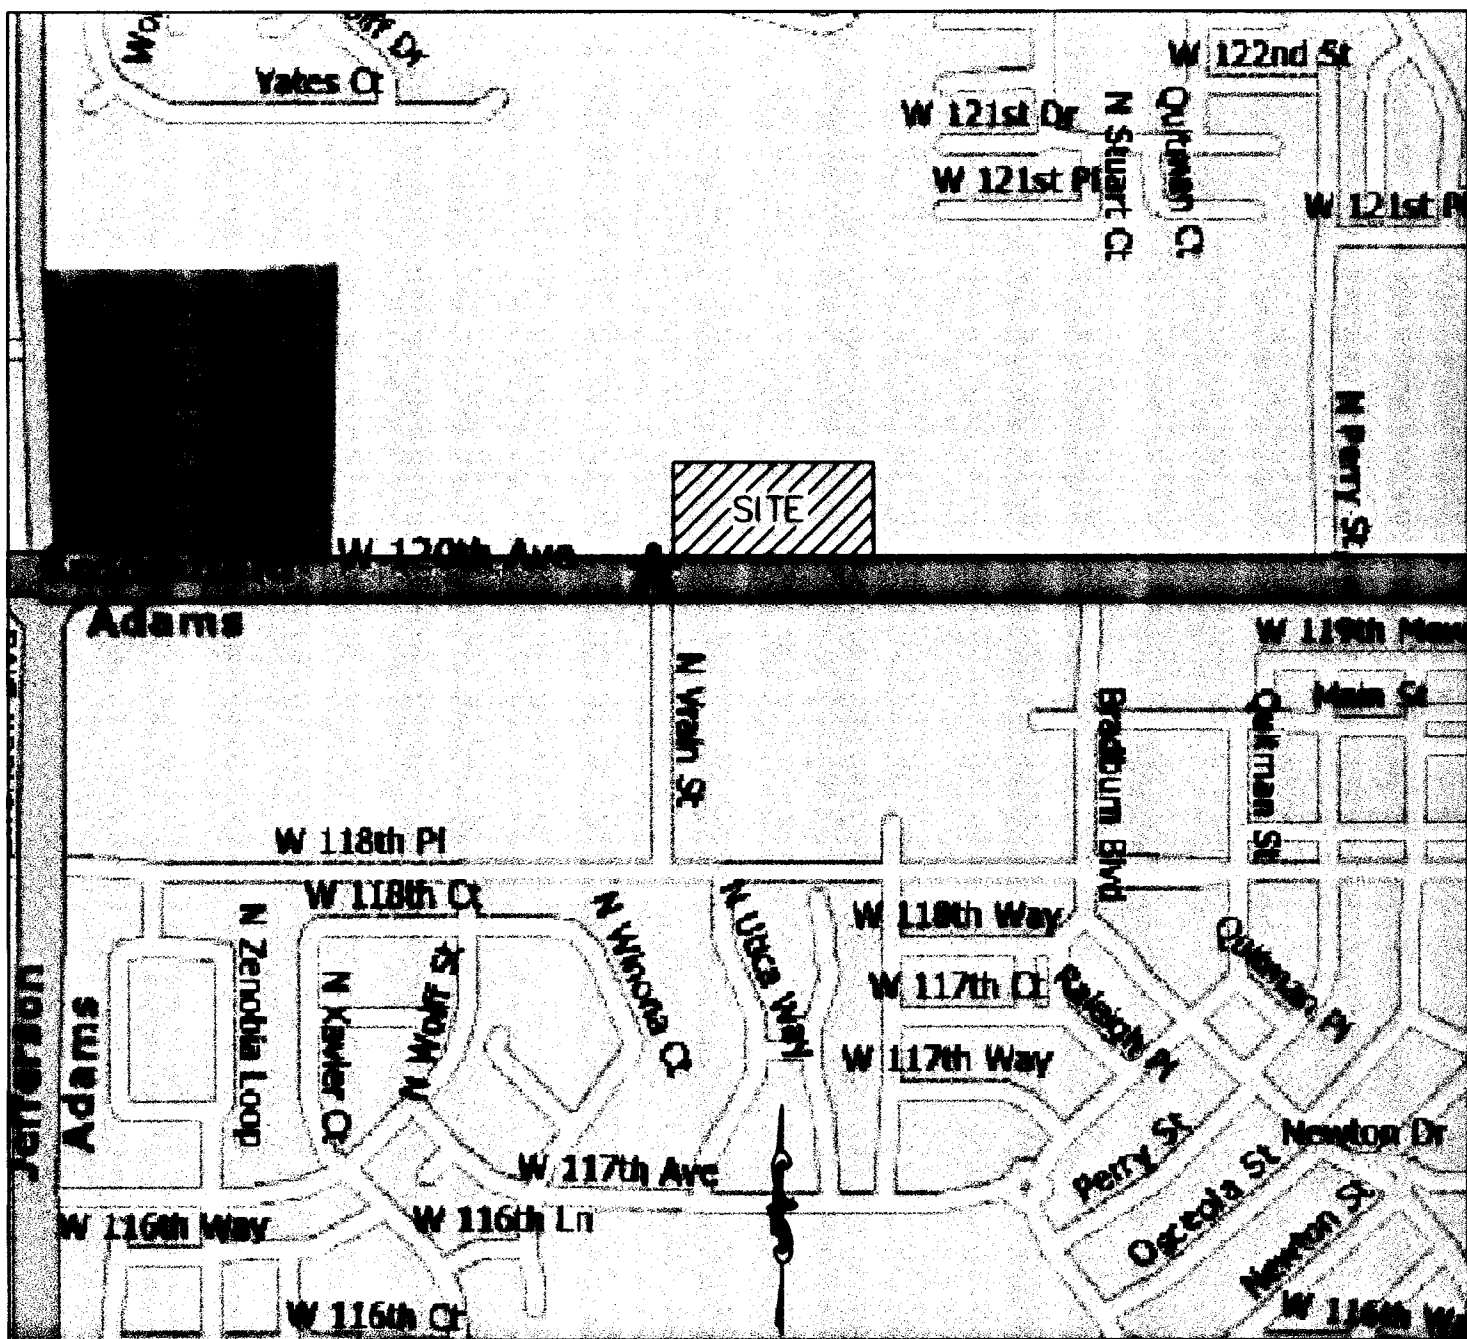 Yates Ct
W 122nd St
W 121st Dr
N Stuart Ct
Quitman Ct
W 121st Pl
W 121st Pl
N Perry St
SITE
W 120th Ave
Adams
W 119th
N Vrain St
Bradburn Blvd
Quitman St
Main St
W 118th Pl
W 118th Ct
N Winona Ct
N Utica Way
W 118th Way
Quitman Pl
N Zenobia Loop
N Xavier Ct
N Wolff St
W 117th Ct
Raleigh Pl
Jefferson
Adams
W 117th Way
W 117th Ave
Perry St
Newton Dr
Osceola St
Newton St
W 116th Way
W 116th Ln
W 116th Ct
W 116th